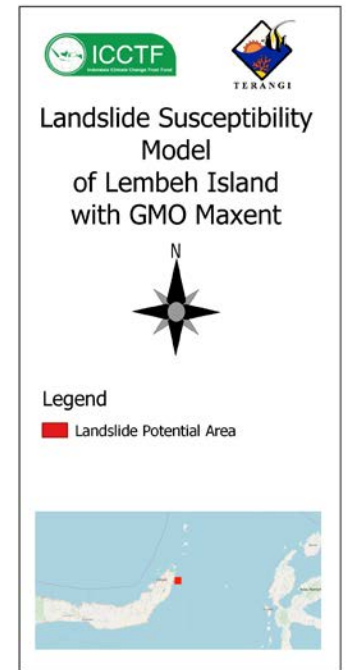 ICCTF
Indonesia Climate Change Trust Fund
TERANGI
Landslide Susceptibility
Model
of Lembeh Island
with GMO Maxent
N
Legend
Landslide Potential Area